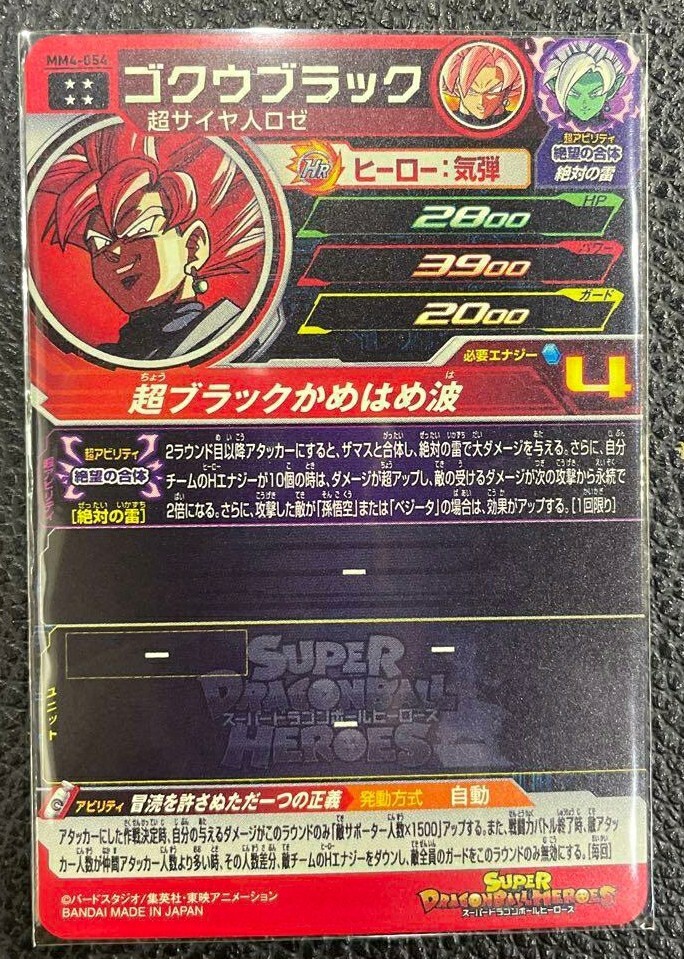 MM4-054
ゴクウブラック
超サイヤ人ロゼ
超アビリティ
絶望の合体
絶対の雷
HR
ヒーロー:気弾
HP
2800
パワー
3900
ガード
2000
必要エナジー
4
超ブラックかめはめ波
超アビリティ
超アビリティ
絶望の合体
[絶対の雷]
2ラウンド目以降アタッカーにすると、ザマスと合体し、絶対の雷で大ダメージを与える。さらに、自分
チームのHエナジーが10個の時は、ダメージが超アップし、敵の受けるダメージが次の攻撃から永続で
2倍になる。さらに、攻撃した敵が「孫悟空」または「ベジータ」の場合は、効果がアップする。[1回限り]
ー
ユニット
ー
ー
ー
SUPER
DRAGONBALL
スーパードラゴンボールヒーローズ
HEROES
アビリティ 冒涜を許さぬただ一つの正義 発動方式 自動
アタッカーにした作戦決定時、自分の与えるダメージがこのラウンドのみ「敵サポーター人数×1500」アップする。また、戦闘力バトル終了時、敵アタッ
カー人数が仲間アタッカー人数より多い時、その人数差分、敵チームのHエナジーをダウンし、敵全員のガードをこのラウンドのみ無効にする。[毎回]
©バードスタジオ/集英社・東映アニメーション
BANDAI MADE IN JAPAN
SUPER
DRAGONBALL HEROES
スーパードラゴンボールヒーローズ